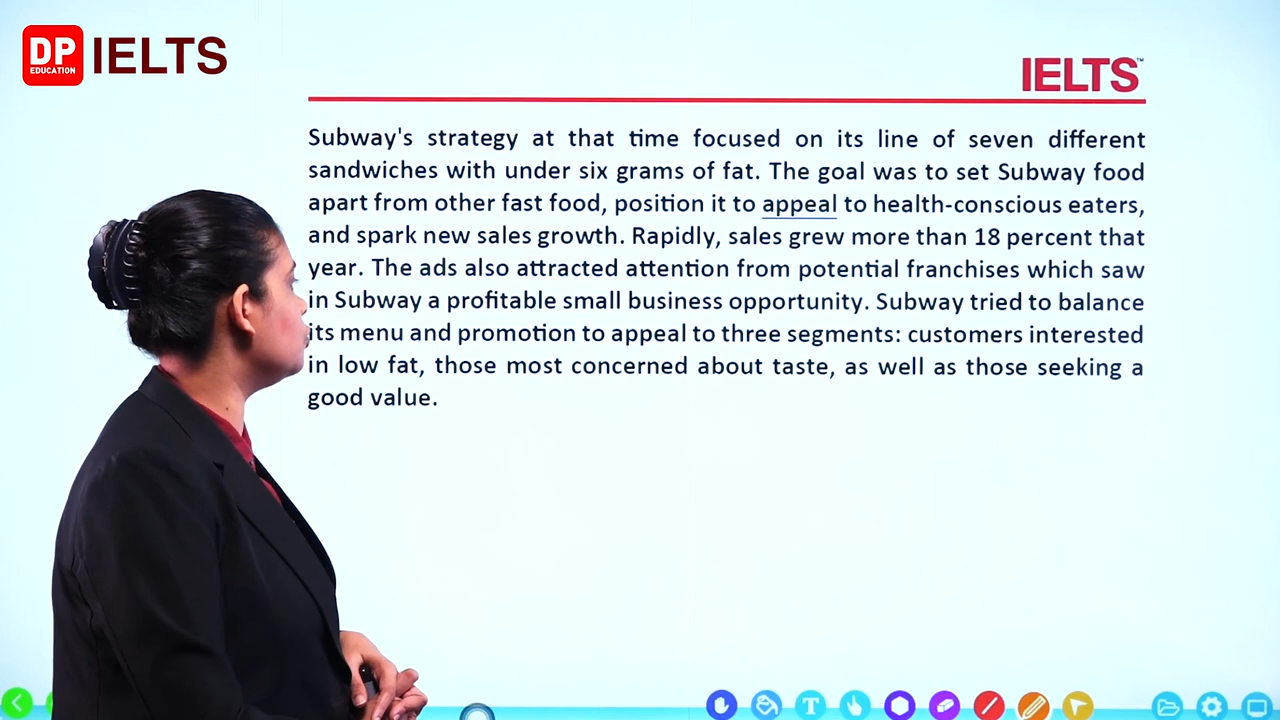 DP
EDUCATION
IELTS
IELTS™
Subway's strategy at that time focused on its line of seven different
sandwiches with under six grams of fat. The goal was to set Subway food
apart from other fast food, position it to appeal to health-conscious eaters,
and spark new sales growth. Rapidly, sales grew more than 18 percent that
year. The ads also attracted attention from potential franchises which saw
in Subway a profitable small business opportunity. Subway tried to balance
its menu and promotion to appeal to three segments: customers interested
in low fat, those most concerned about taste, as well as those seeking a
good value.
T